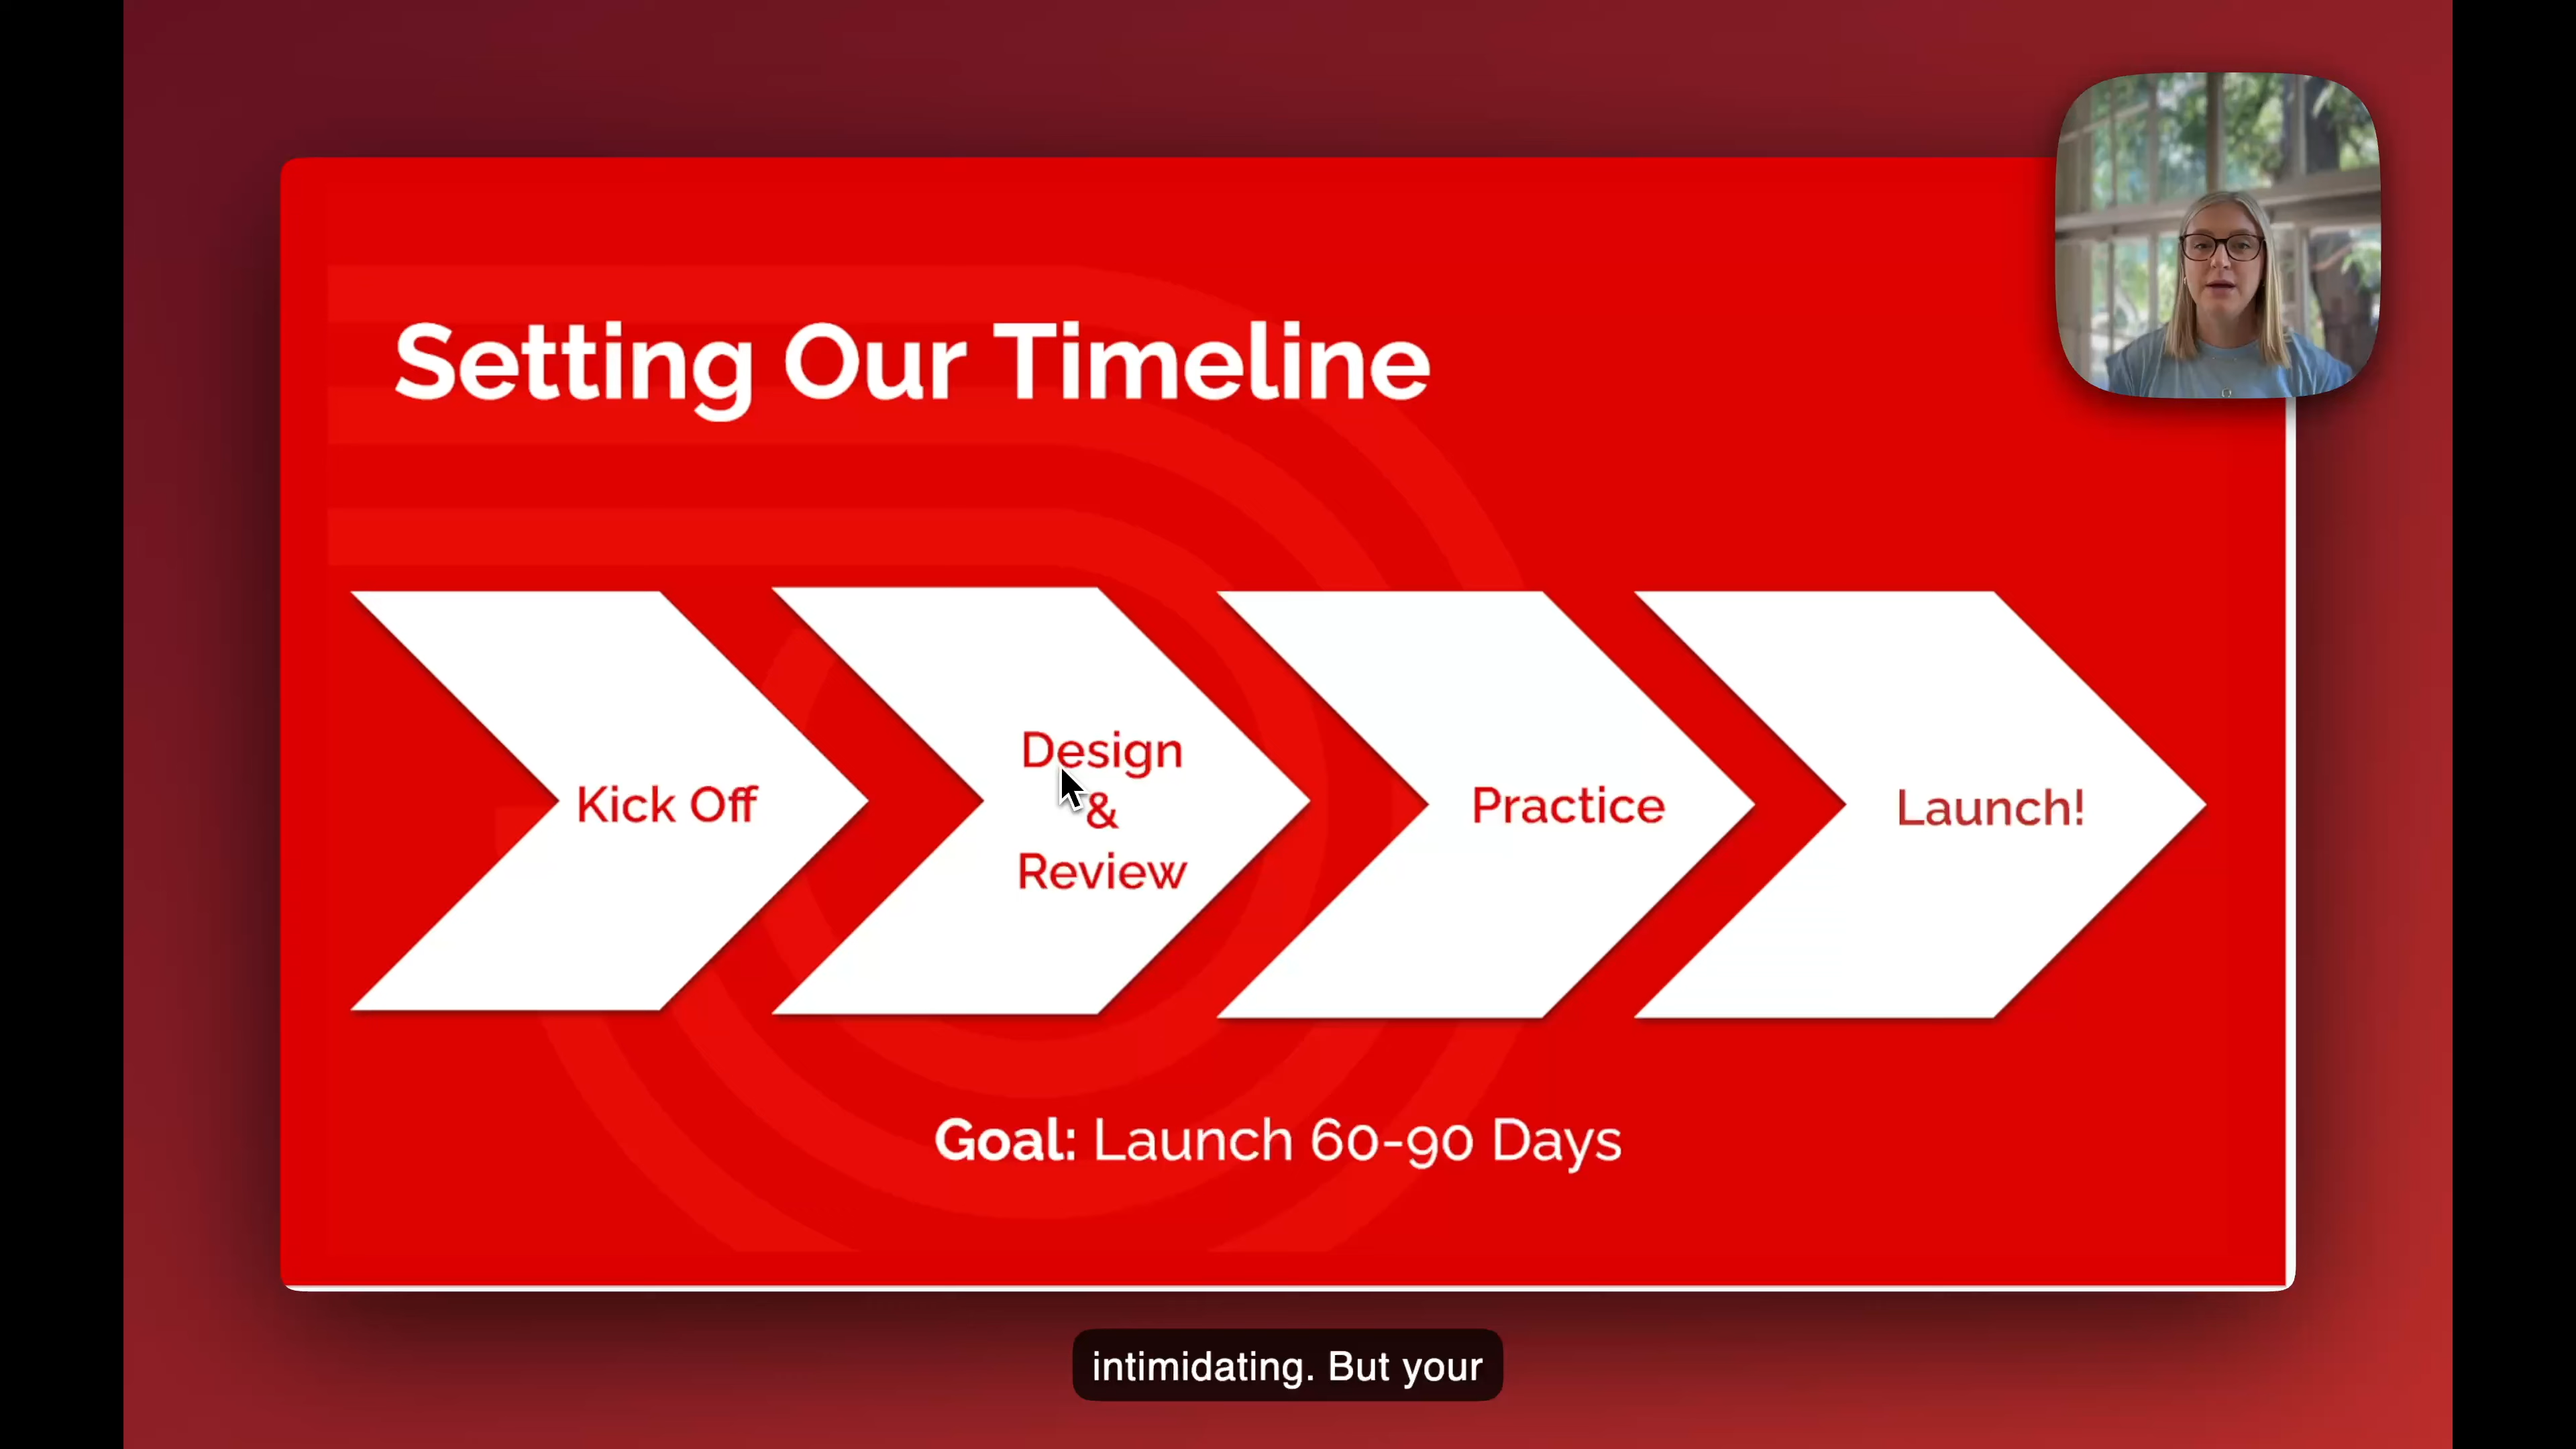 Setting Our Timeline
Kick Off
Design
&
Review
Practice
Launch!
Goal: Launch 60-90 Days
intimidating. But your